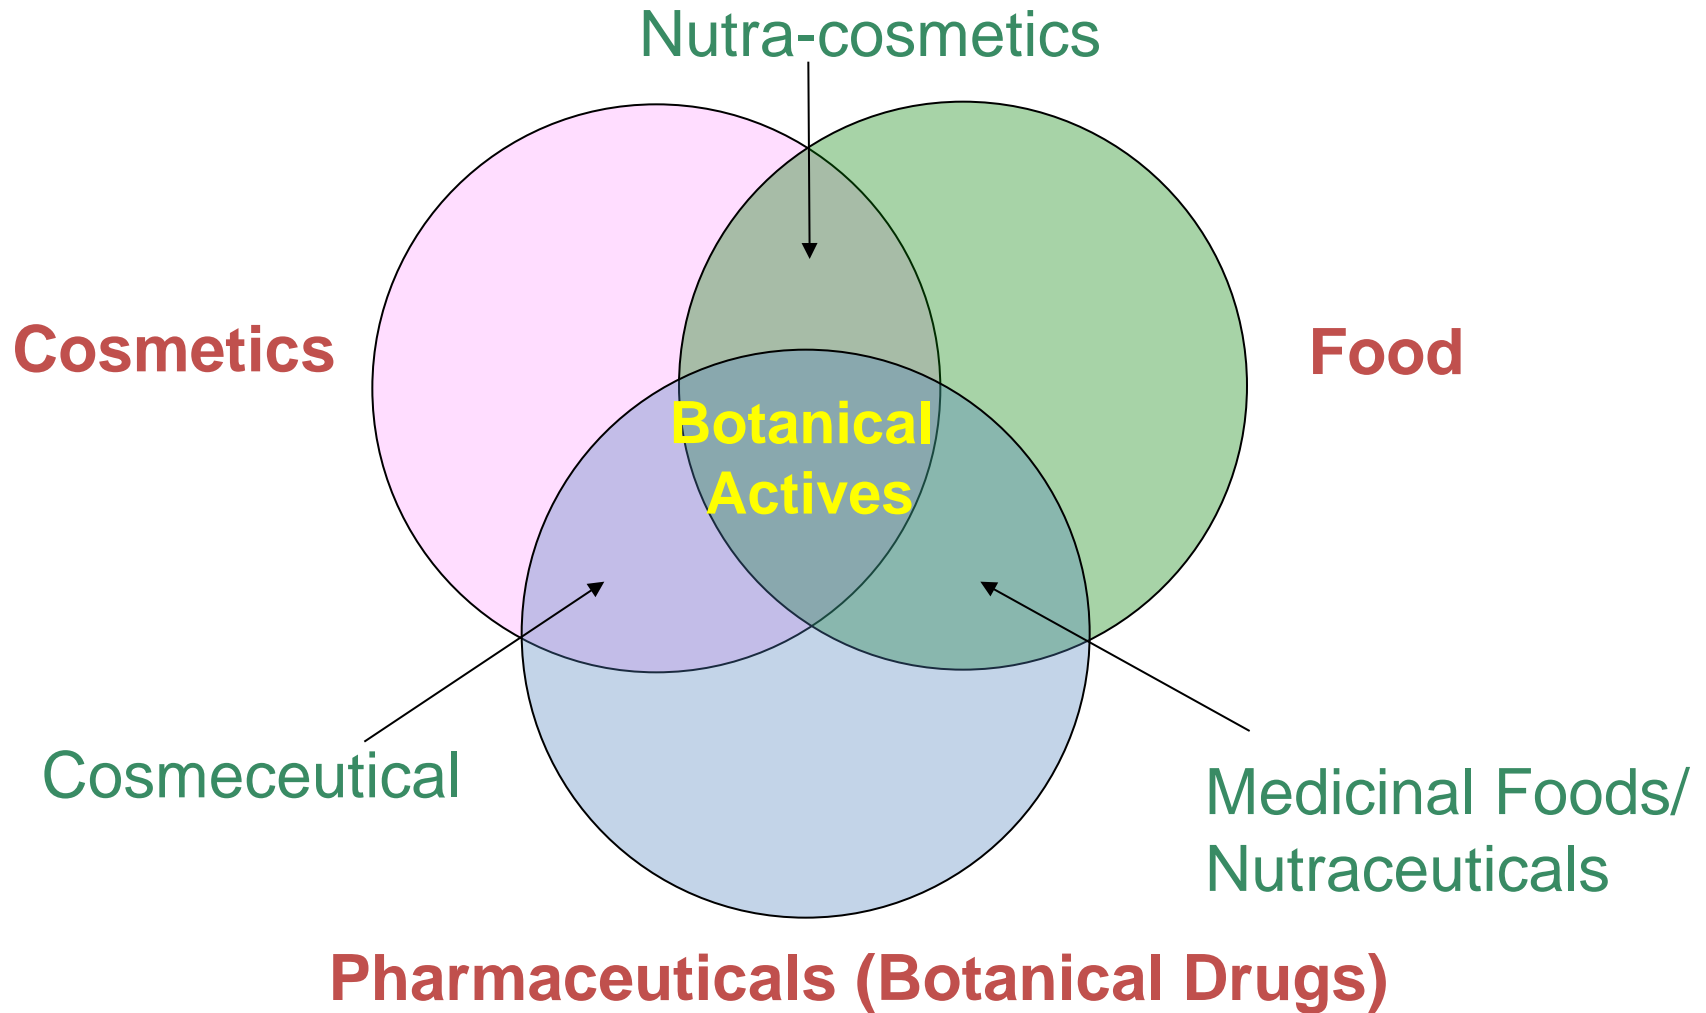 Nutra-cosmetics
Cosmetics
Food
Botanical
Actives
Cosmeceutical
Medicinal Foods/
Nutraceuticals
Pharmaceuticals (Botanical Drugs)